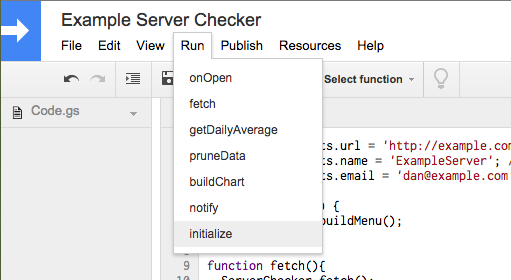 Example Server Checker
File Edit View Run Publish Resources Help
Select function
Code.gs
onOpen
fetch
getDailyAverage
pruneData
buildChart
notify
initialize
ts.url = 'http://example.com
ts.name = 'ExampleServer'; /
ts.email = 'dan@example.com
) {
buildMenu();
9 function fetch(){
10 ServerChecker.fetch();